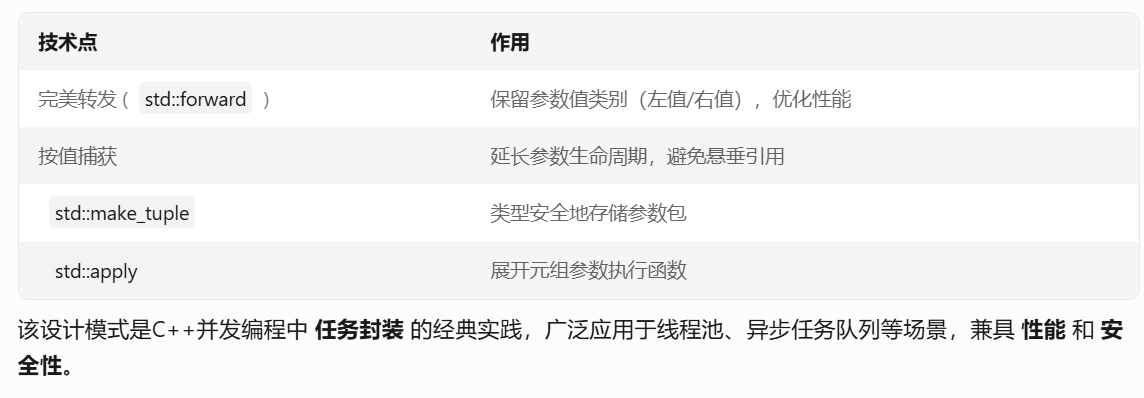 技术点 作用
完美转发 ( std::forward ) 保留参数值类别（左值/右值），优化性能
按值捕获 延长参数生命周期，避免悬垂引用
std::make_tuple 类型安全地存储参数包
std::apply 展开元组参数执行函数
该设计模式是C++并发编程中 任务封装 的经典实践，广泛应用于线程池、异步任务队列等场景，兼具 性能 和 安
全性。